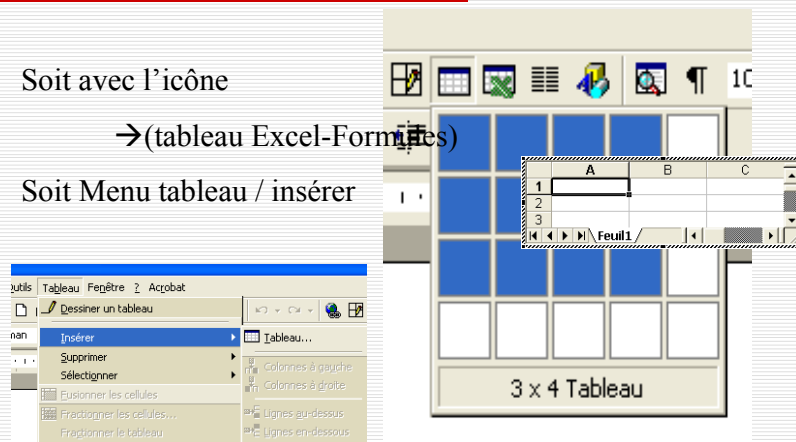 Soit avec l’icône
→(tableau Excel-Formules)
Soit Menu tableau / insérer
¶ 10
A B C
1
2
3
Feuil1
3 x 4 Tableau
utils Tableau Fenêtre ? Acrobat
Dessiner un tableau
man
Insérer
Tableau...
Supprimer
Colonnes à gauche
Sélectionner
Colonnes à droite
Fusionner les cellules
Fractionner les cellules...
Lignes au-dessus
Fractionner le tableau
Lignes en-dessous